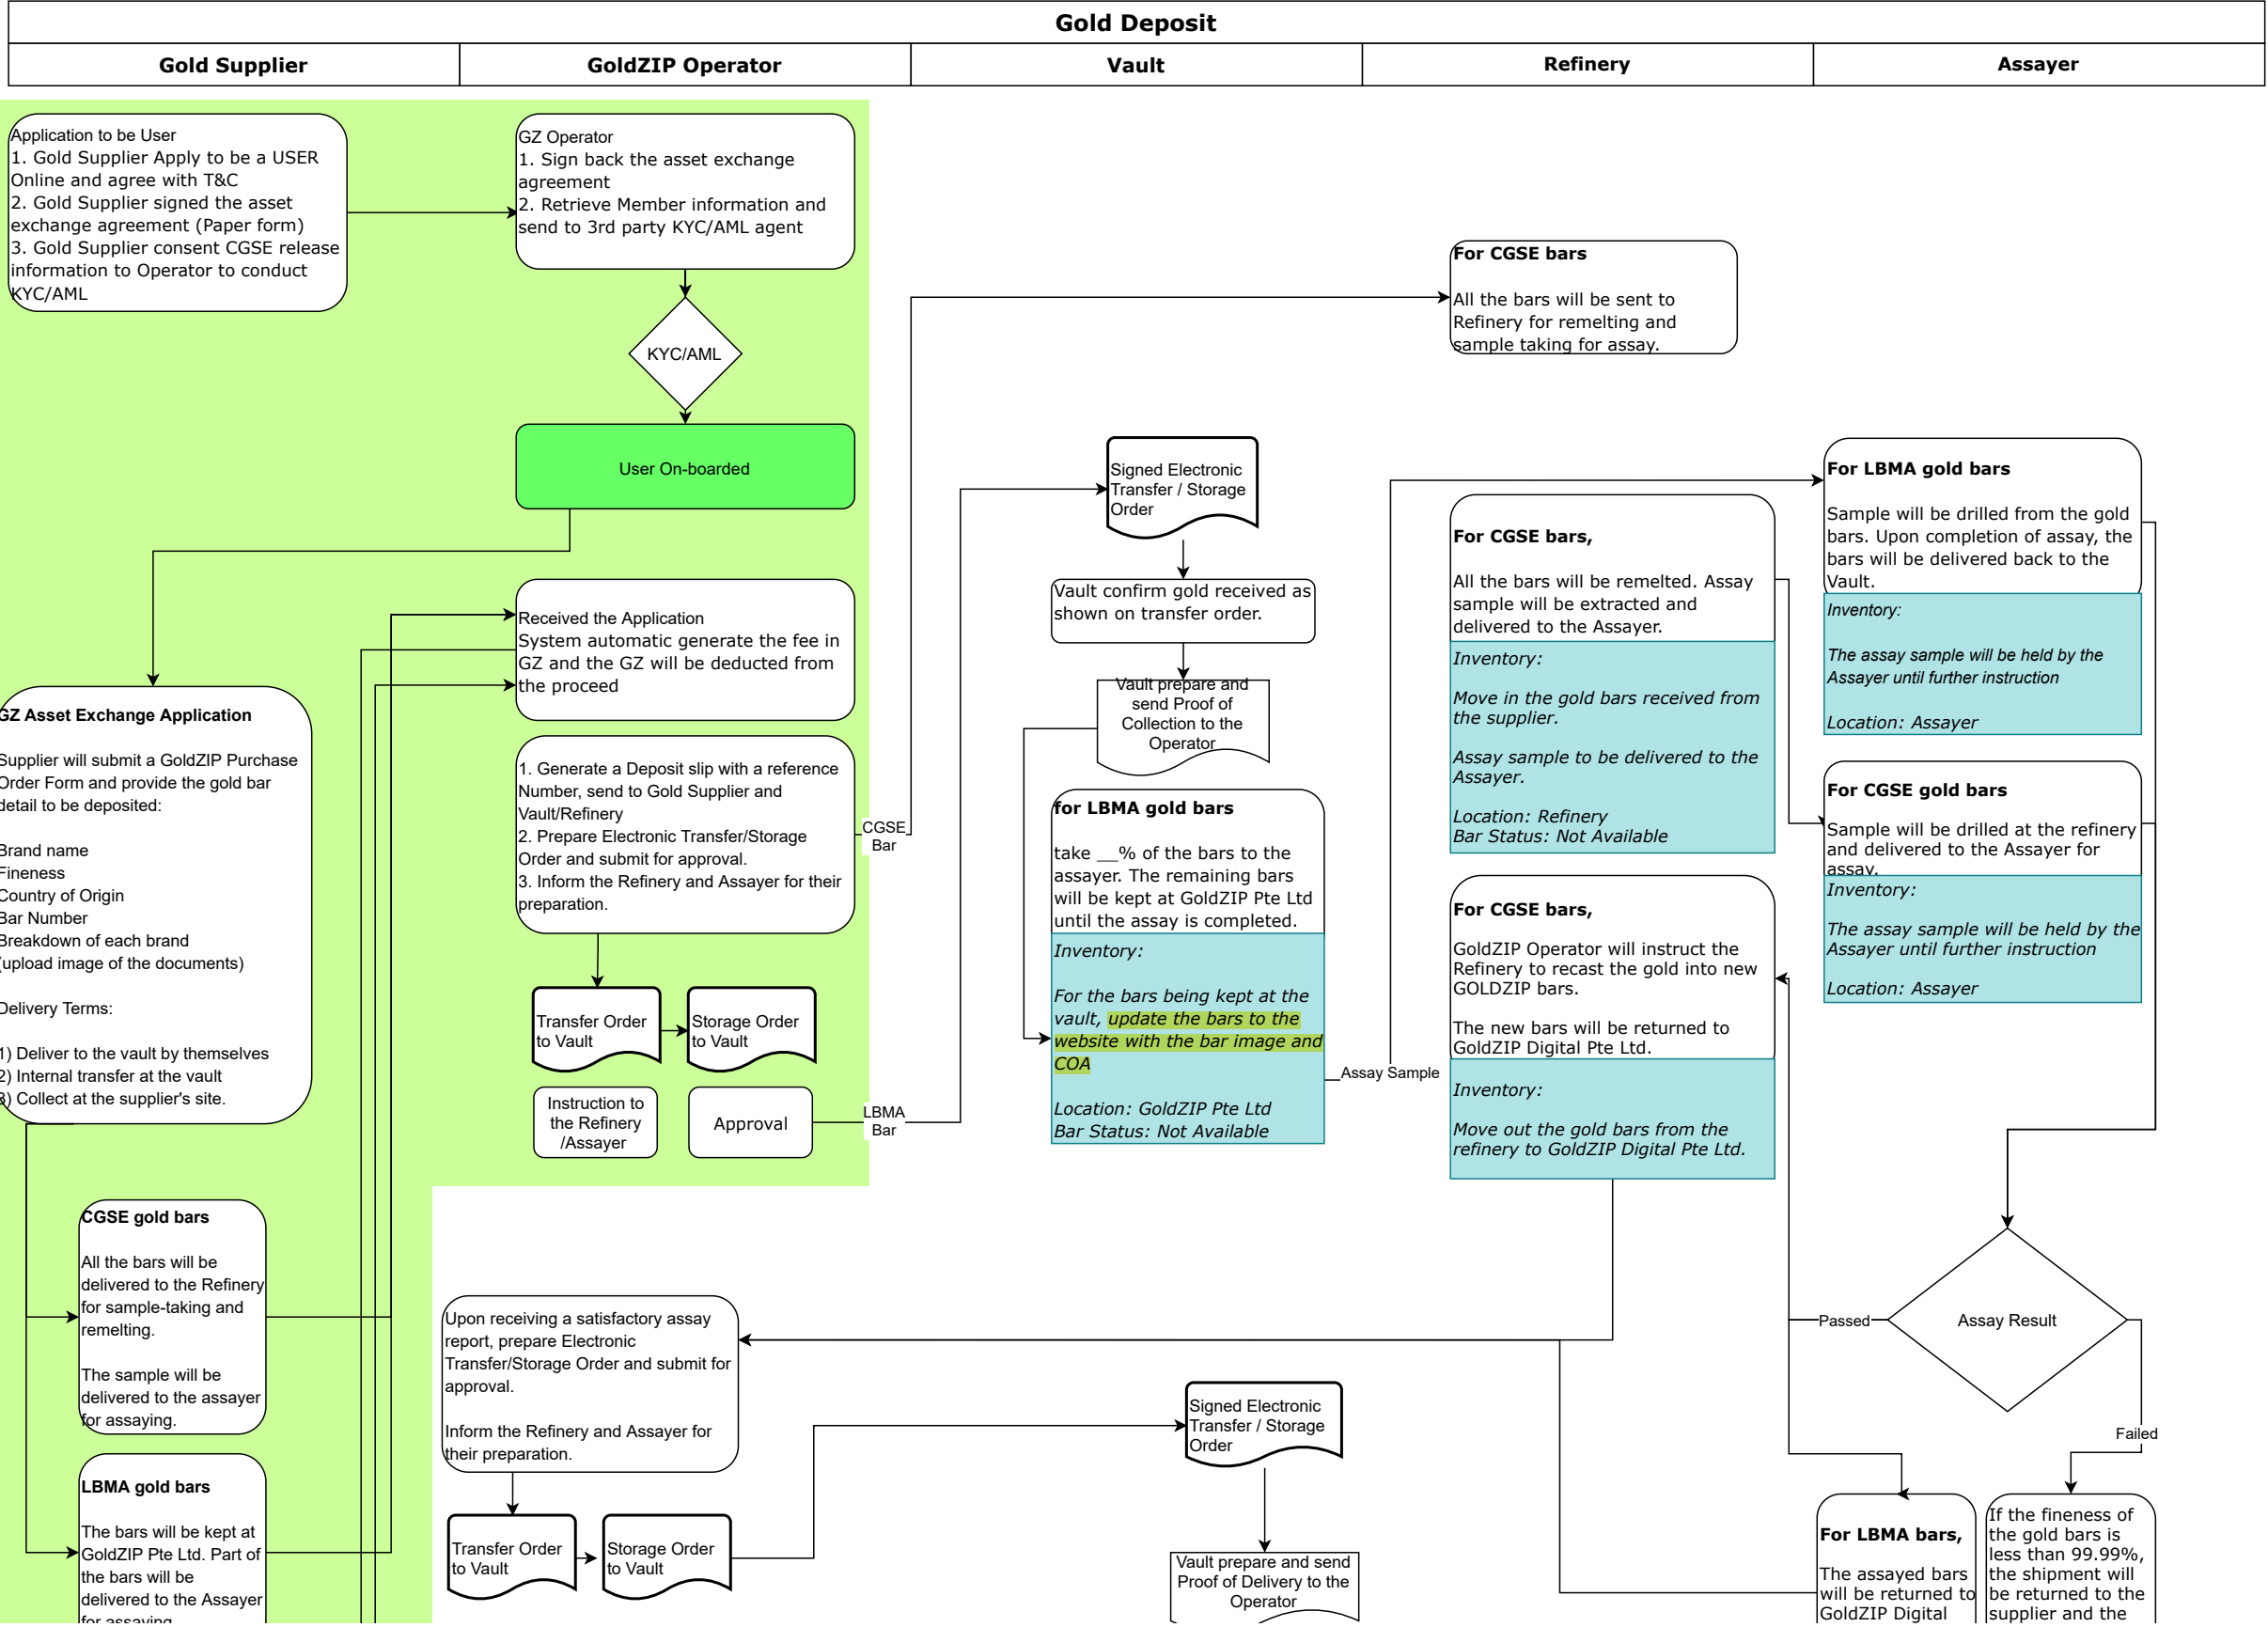 Gold Deposit
Gold Supplier
GoldZIP Operator
Vault
Refinery
Assayer
Application to be User
1. Gold Supplier Apply to be a USER
Online and agree with T&C
2. Gold Supplier signed the asset
exchange agreement (Paper form)
3. Gold Supplier consent CGSE release
information to Operator to conduct
KYC/AML
GZ Operator
1. Sign back the asset exchange
agreement
2. Retrieve Member information and
send to 3rd party KYC/AML agent
KYC/AML
User On-boarded
For CGSE bars
All the bars will be sent to
Refinery for remelting and
sample taking for assay.
Received the Application
System automatic generate the fee in
GZ and the GZ will be deducted from
the proceed
GZ Asset Exchange Application
Supplier will submit a GoldZIP Purchase
Order Form and provide the gold bar
detail to be deposited:
Brand name
Fineness
Country of Origin
Bar Number
Breakdown of each brand
(upload image of the documents)
Delivery Terms:
1) Deliver to the vault by themselves
2) Internal transfer at the vault
3) Collect at the supplier's site.
1. Generate a Deposit slip with a reference
Number, send to Gold Supplier and
Vault/Refinery
2. Prepare Electronic Transfer/Storage
Order and submit for approval.
3. Inform the Refinery and Assayer for their
preparation.
CGSE
Bar
Transfer Order
to Vault
Storage Order
to Vault
Instruction to
the Refinery
/Assayer
Approval
LBMA
Bar
Signed Electronic
Transfer / Storage
Order
Vault confirm gold received as
shown on transfer order.
Vault prepare and
send Proof of
Collection to the
Operator
for LBMA gold bars
take __% of the bars to the
assayer. The remaining bars
will be kept at GoldZIP Pte Ltd
until the assay is completed.
Inventory:
For the bars being kept at the
vault, update the bars to the
website with the bar image and
COA
Location: GoldZIP Pte Ltd
Bar Status: Not Available
Assay Sample
For CGSE bars,
All the bars will be remelted. Assay
sample will be extracted and
delivered to the Assayer.
Inventory:
Move in the gold bars received from
the supplier.
Assay sample to be delivered to the
Assayer.
Location: Refinery
Bar Status: Not Available
For CGSE bars,
GoldZIP Operator will instruct the
Refinery to recast the gold into new
GOLDZIP bars.
The new bars will be returned to
GoldZIP Digital Pte Ltd.
Inventory:
Move out the gold bars from the
refinery to GoldZIP Digital Pte Ltd.
For LBMA gold bars
Sample will be drilled from the gold
bars. Upon completion of assay, the
bars will be delivered back to the
Vault.
Inventory:
The assay sample will be held by the
Assayer until further instruction
Location: Assayer
For CGSE gold bars
Sample will be drilled at the refinery
and delivered to the Assayer for
assay.
Inventory:
The assay sample will be held by the
Assayer until further instruction
Location: Assayer
CGSE gold bars
All the bars will be
delivered to the Refinery
for sample-taking and
remelting.
The sample will be
delivered to the assayer
for assaying.
LBMA gold bars
The bars will be kept at
GoldZIP Pte Ltd. Part of
the bars will be
delivered to the Assayer
for assaying
Upon receiving a satisfactory assay
report, prepare Electronic
Transfer/Storage Order and submit for
approval.
Inform the Refinery and Assayer for
their preparation.
Transfer Order
to Vault
Storage Order
to Vault
Signed Electronic
Transfer / Storage
Order
Vault prepare and send
Proof of Delivery to the
Operator
Passed
Assay Result
Failed
For LBMA bars,
The assayed bars
will be returned to
GoldZIP Digital
If the fineness of
the gold bars is
less than 99.99%,
the shipment will
be returned to the
supplier and the